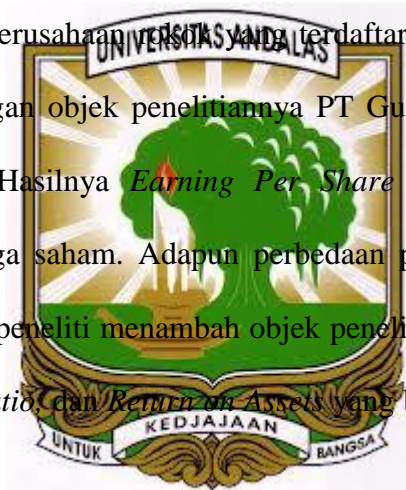 erusahaan rokok yang terdaftar
UNIVERSITAS ANDALAS
gan objek penelitiannya PT Gu
Hasilnya Earning Per Share
ga saham. Adapun perbedaan p
peneliti menambah objek peneli
tio, dan Return on Assets yang
KEDJAJAAN
UNTUK BANGSA